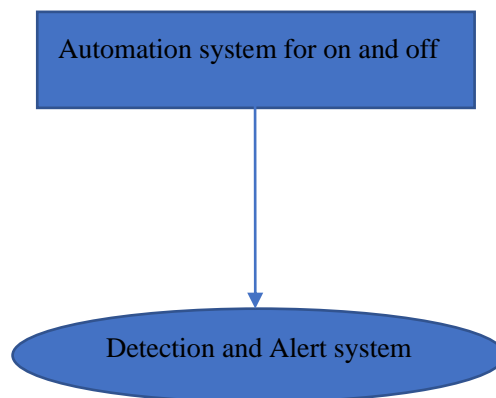 Automation system for on and off
Detection and Alert system